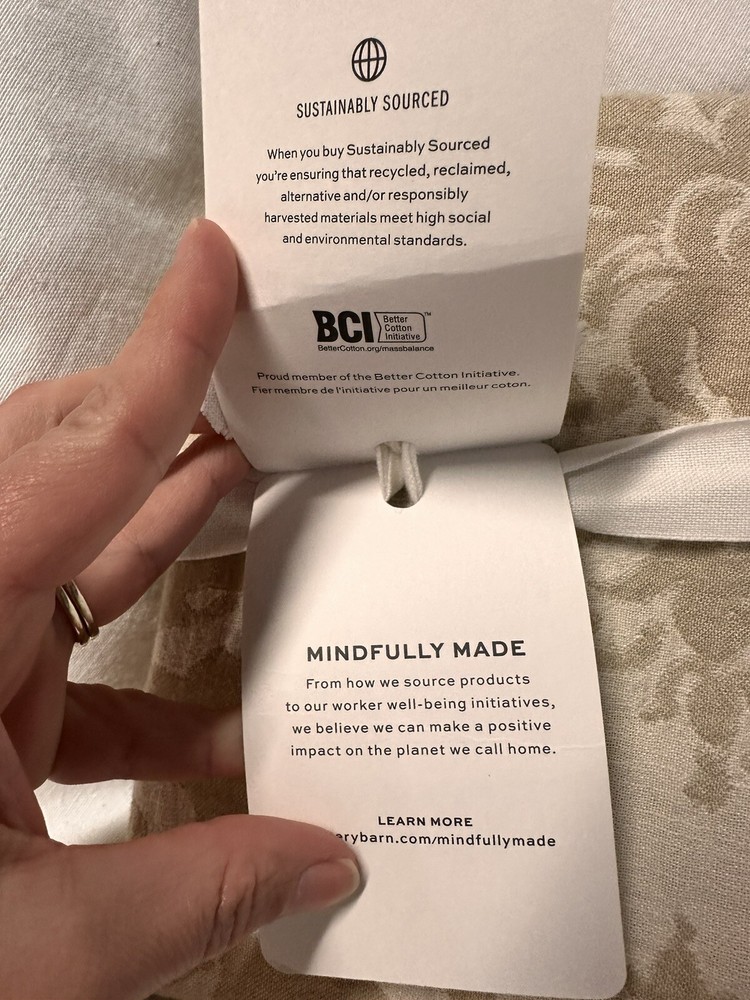 SUSTAINABLY SOURCED
When you buy Sustainably Sourced
you're ensuring that recycled, reclaimed,
alternative and/or responsibly
harvested materials meet high social
and environmental standards.
BCI Better
Cotton
Initiative™
BetterCotton.org/massbalance
Proud member of the Better Cotton Initiative.
Fier membre de l'initiative pour un meilleur coton.
MINDFULLY MADE
From how we source products
to our worker well-being initiatives,
we believe we can make a positive
impact on the planet we call home.
LEARN MORE
erybarn.com/mindfullymade